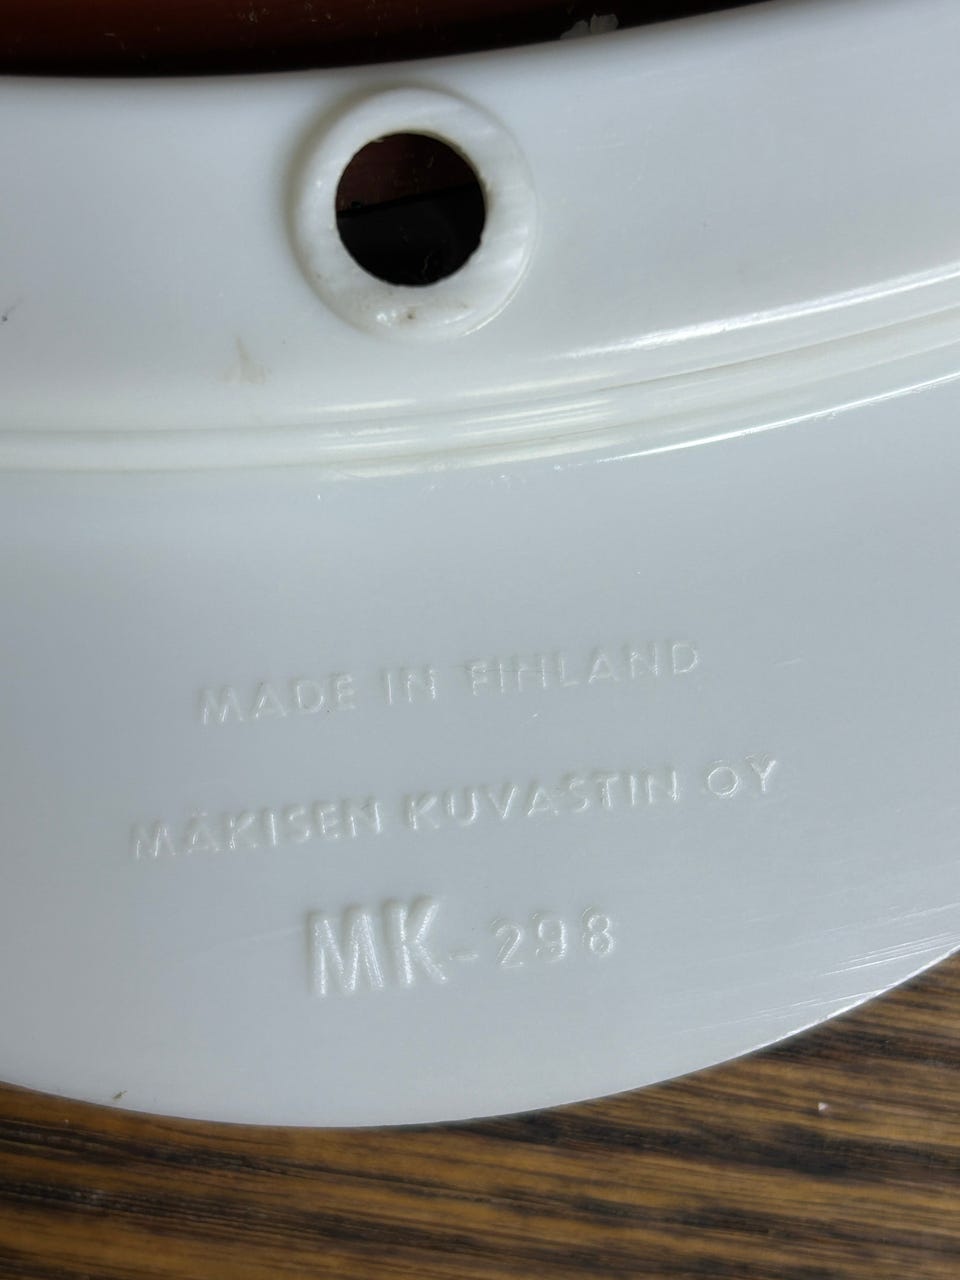 MADE IN FINLAND
MÄKISEN KUVASTIN OY
MK-298